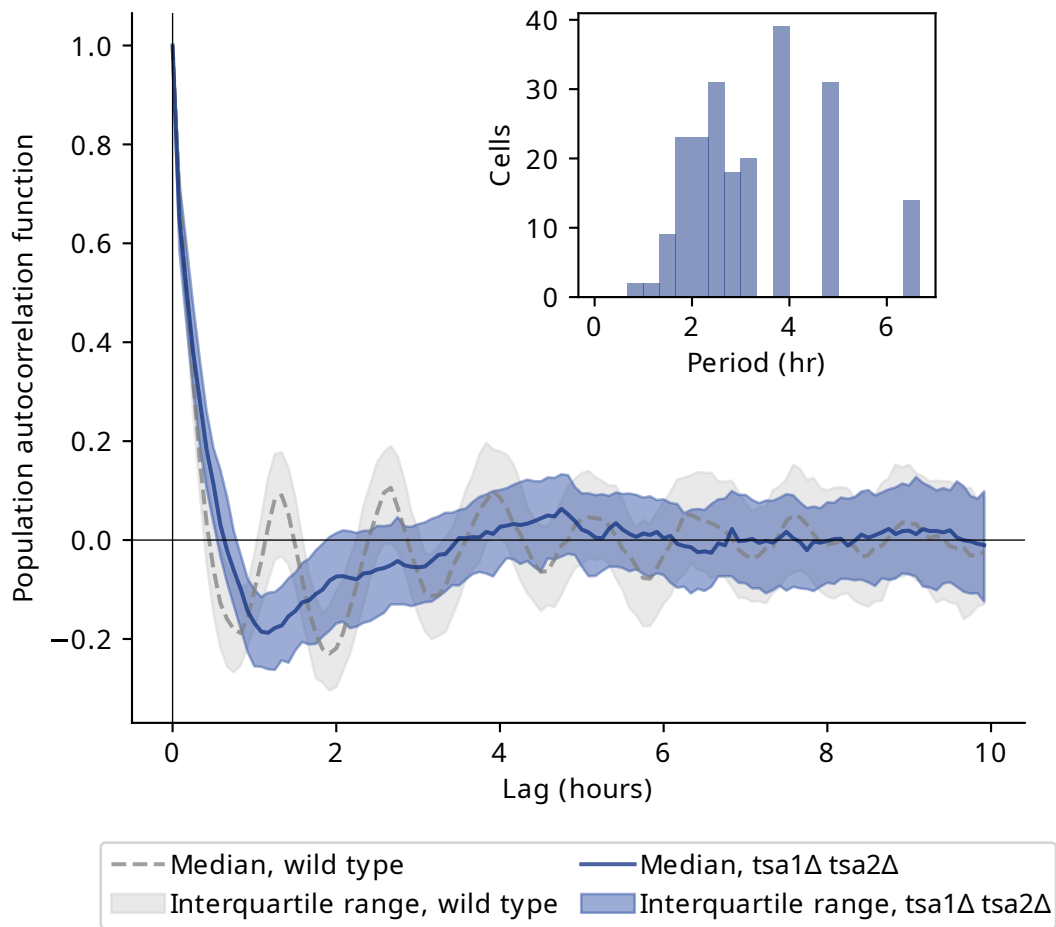 Population autocorrelation function
1.0
0.8
0.6
0.4
0.2
0.0
−0.2
0
2
4
6
8
10
Lag (hours)
Cells
40
30
20
10
0
0
2
4
6
Period (hr)
Median, wild type
Interquartile range, wild type
Median, tsa1Δ tsa2Δ
Interquartile range, tsa1Δ tsa2Δ